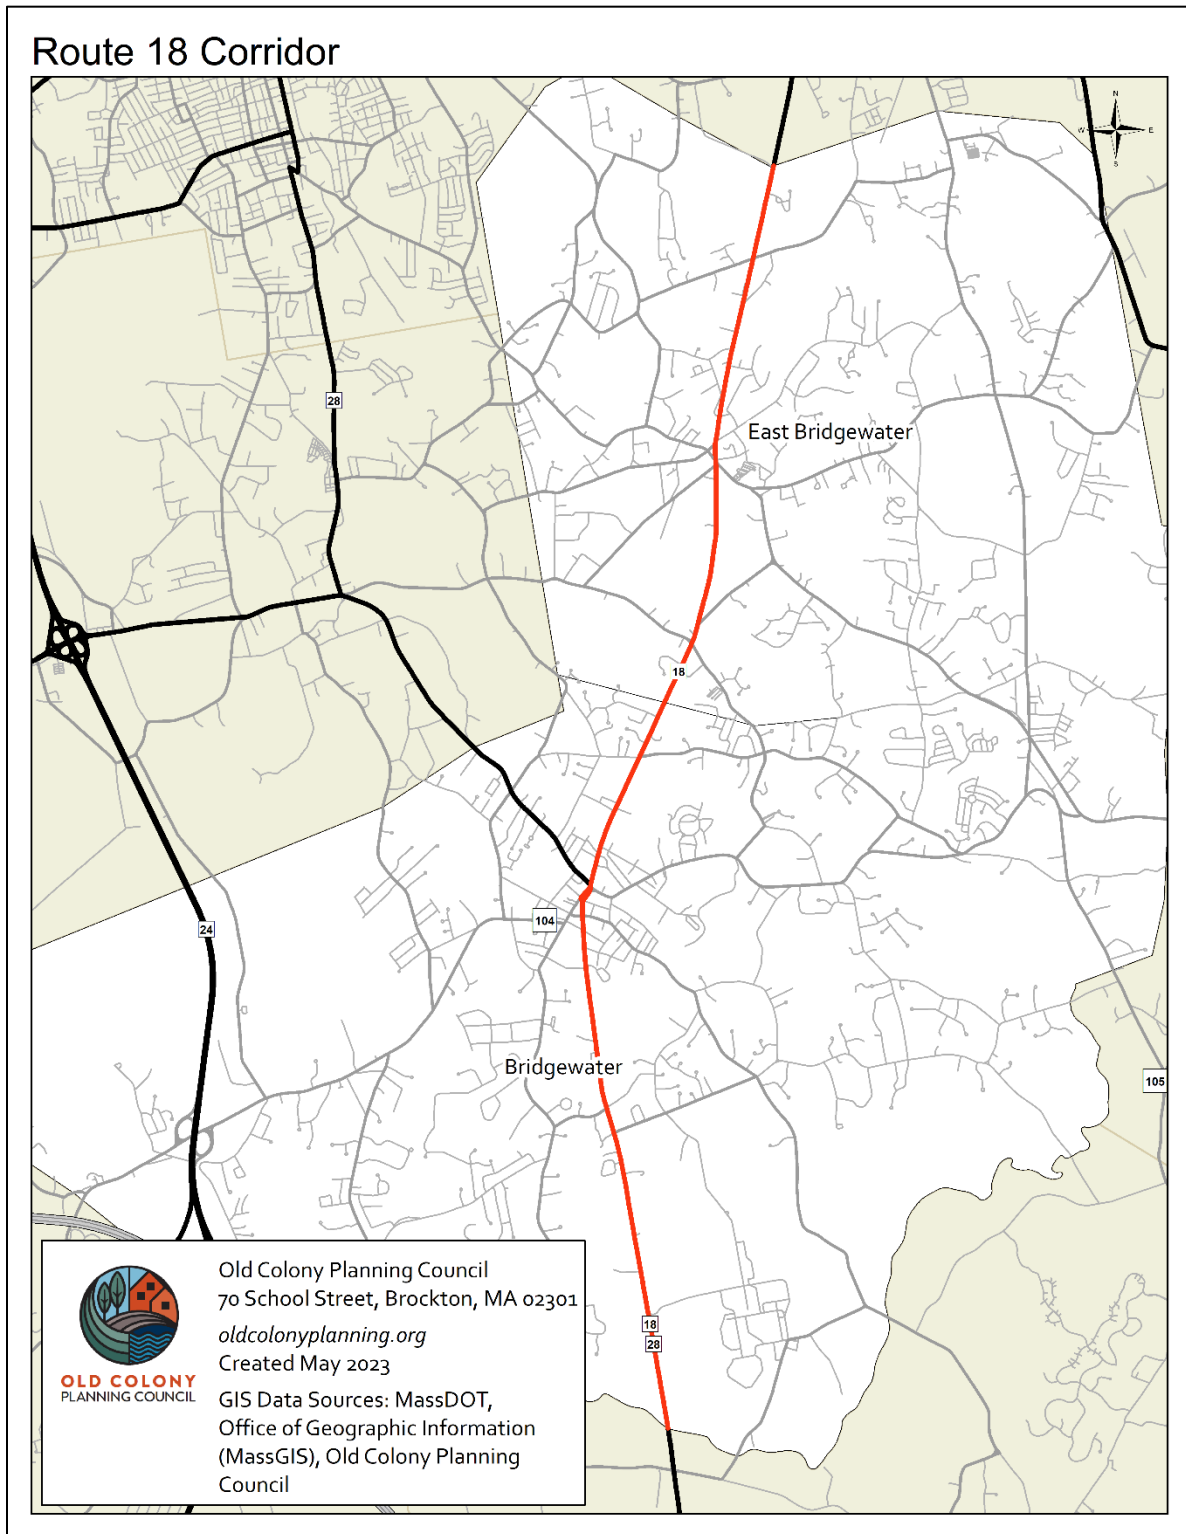 Route 18 Corridor
N
W
E
S
28
East Bridgewater
18
104
24
Bridgewater
105
18
28
Old Colony Planning Council
70 School Street, Brockton, MA 02301
oldcolonyplanning.org
Created May 2023
GIS Data Sources: MassDOT,
Office of Geographic Information
(MassGIS), Old Colony Planning
Council
OLD COLONY
PLANNING COUNCIL